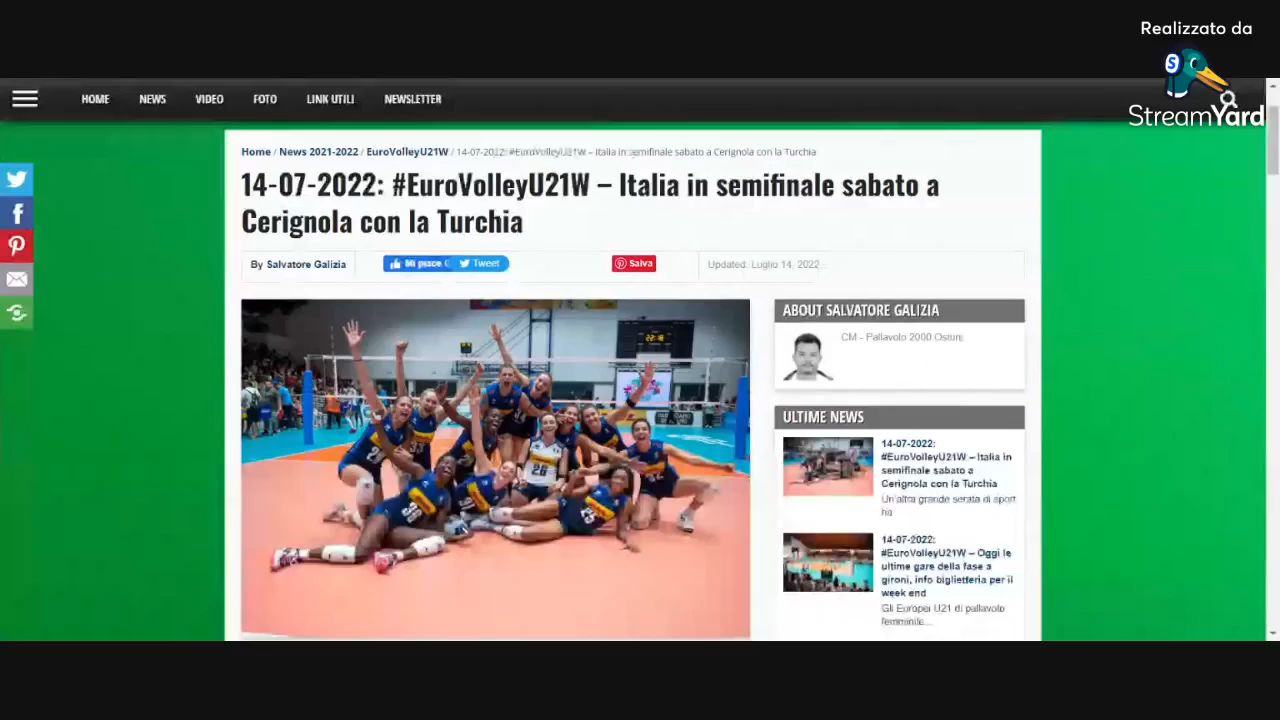 Realizzato da
StreamYard
HOME NEWS VIDEO FOTO LINK UTILI NEWSLETTER
Home / News 2021-2022 / EuroVolleyU21W / 14-07-2022: #EuroVolleyU21W – Italia in semifinale sabato a Cerignola con la Turchia
14-07-2022: #EuroVolleyU21W – Italia in semifinale sabato a
Cerignola con la Turchia
By Salvatore Galizia
Mi piace
Tweet
Salva
Updated: Luglio 14, 2022
22:18
26
25
ABOUT SALVATORE GALIZIA
CM - Pallavolo 2000 Ostuni
ULTIME NEWS
14-07-2022:
#EuroVolleyU21W – Italia in
semifinale sabato a
Cerignola con la Turchia
Un'altra grande serata di sport
ha
14-07-2022:
#EuroVolleyU21W – Oggi le
ultime gare della fase a
gironi, info biglietteria per il
week end
Gli Europei U21 di pallavolo
femminile...